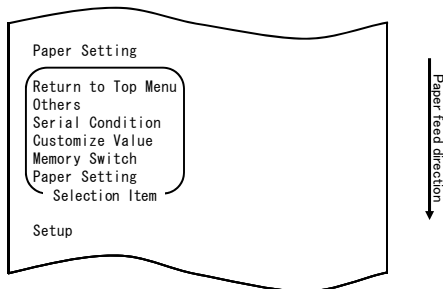 Paper Setting
Return to Top Menu
Others
Serial Condition
Customize Value
Memory Switch
Paper Setting
Selection Item
Setup
Paper feed direction